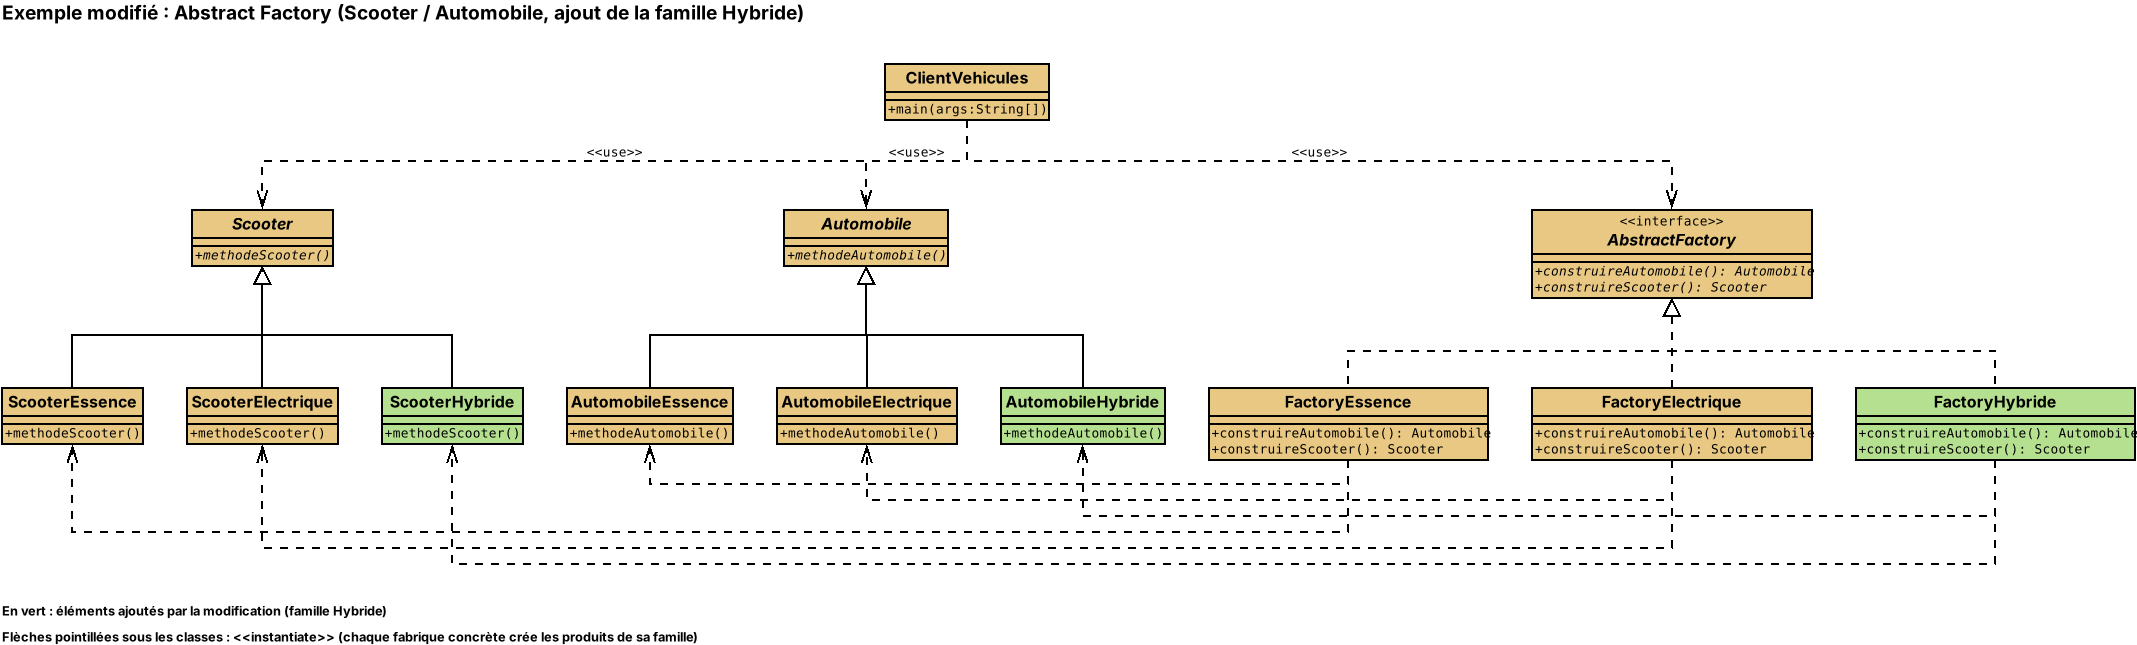 Exemple modifié : Abstract Factory (Scooter / Automobile, ajout de la famille Hybride)
ClientVehicules
+main(args:String[])
<<use>>
<<use>>
<<use>>
Scooter
+methodeScooter()
Automobile
+methodeAutomobile()
<<interface>>
AbstractFactory
+construireAutomobile(): Automobile
+construireScooter(): Scooter
ScooterEssence
+methodeScooter()
ScooterElectrique
+methodeScooter()
ScooterHybride
+methodeScooter()
AutomobileEssence
+methodeAutomobile()
AutomobileElectrique
+methodeAutomobile()
AutomobileHybride
+methodeAutomobile()
FactoryEssence
+construireAutomobile(): Automobile
+construireScooter(): Scooter
FactoryElectrique
+construireAutomobile(): Automobile
+construireScooter(): Scooter
FactoryHybride
+construireAutomobile(): Automobile
+construireScooter(): Scooter
En vert : éléments ajoutés par la modification (famille Hybride)
Flèches pointillées sous les classes : <<instantiate>> (chaque fabrique concrète crée les produits de sa famille)